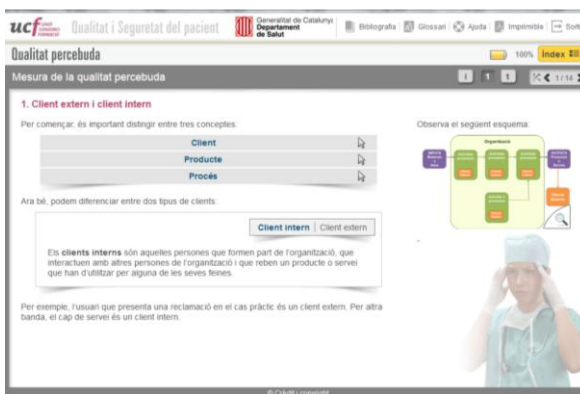 ucf
Qualitat i Seguretat del pacient
Generalitat de Catalunya
Departament
de Salut
Bibliografia
Glossari
Ajuda
Imprimible
Qualitat percebuda
100%
Índex
Mesura de la qualitat percebuda
1 / 14
1. Client extern i client intern
Per començar, és important distingir entre tres conceptes:
Client
Producte
Procés
Ara bé, podem diferenciar entre dos tipus de clients:
Client intern | Client extern
Els clients interns són aquelles persones que formen part de l'organització, que
interactuen amb altres persones de l'organització i que reben un producte o servei
que han d'utilitzar per alguna de les seves feines.
Per exemple, l'usuari que presenta una reclamació en el cas pràctic és un client extern. Per altra
banda, el cap de servei és un client intern.
Observa el següent esquema:
Organització
© Crèdit i copyright